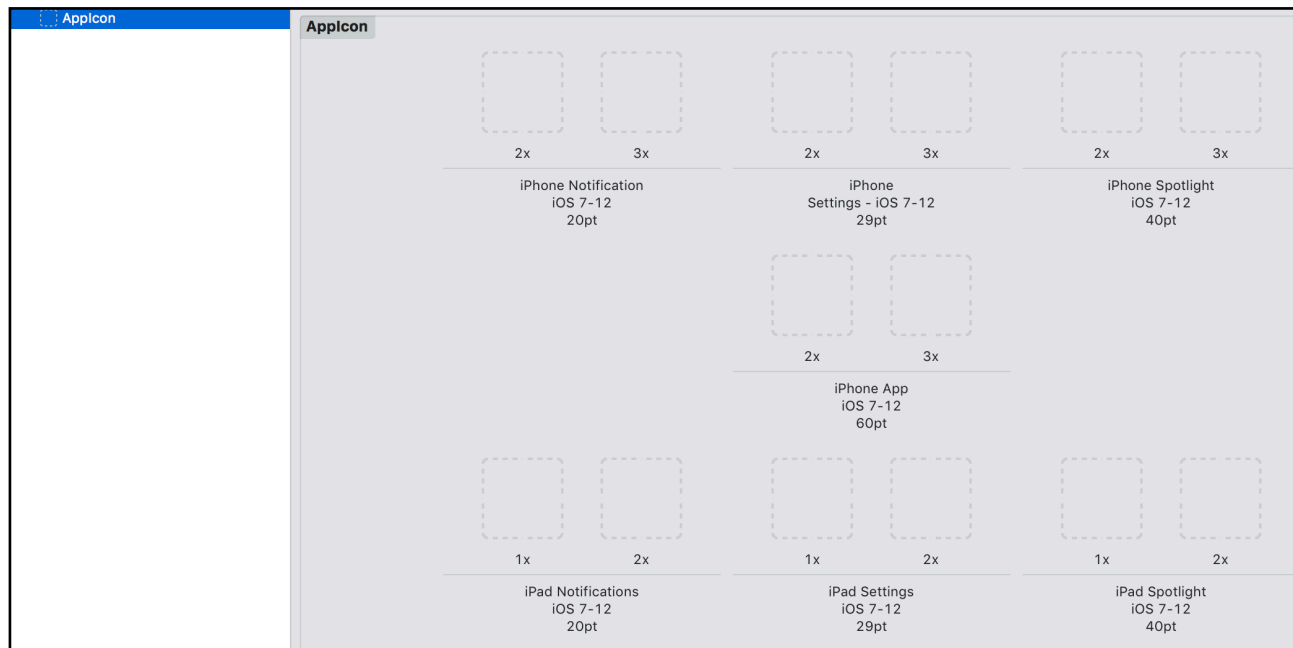 AppIcon
AppIcon
2x 3x 2x 3x 2x 3x
iPhone Notification
iOS 7-12
20pt
iPhone
Settings - iOS 7-12
29pt
iPhone Spotlight
iOS 7-12
40pt
2x 3x
iPhone App
iOS 7-12
60pt
1x 2x 1x 2x 1x 2x
iPad Notifications
iOS 7-12
20pt
iPad Settings
iOS 7-12
29pt
iPad Spotlight
iOS 7-12
40pt